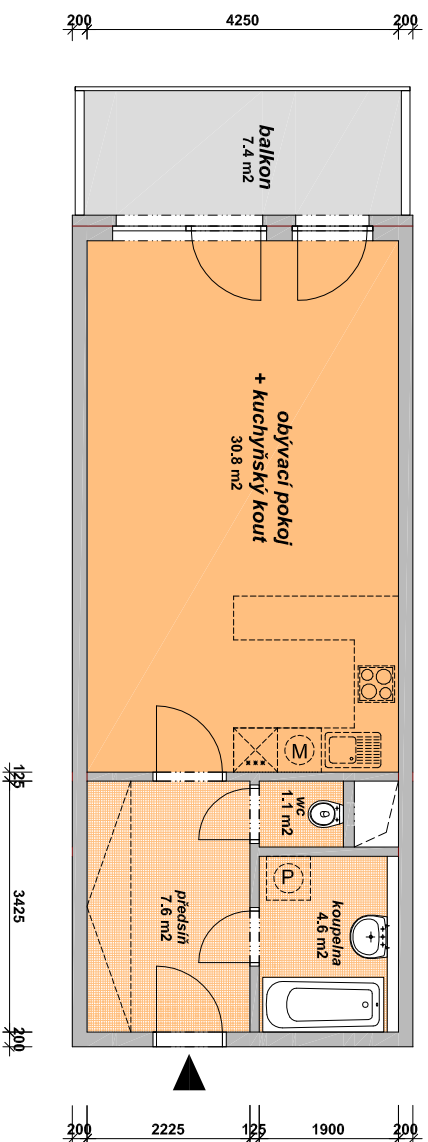 200 4250 200
balkon
7.4 m2
obývací pokoj
+ kuchyňský kout
30.8 m2
M
125
wc
1.1 m2
P
předsíň
7.6 m2
koupelna
4.6 m2
3425
200
200 2225 125 1900 200